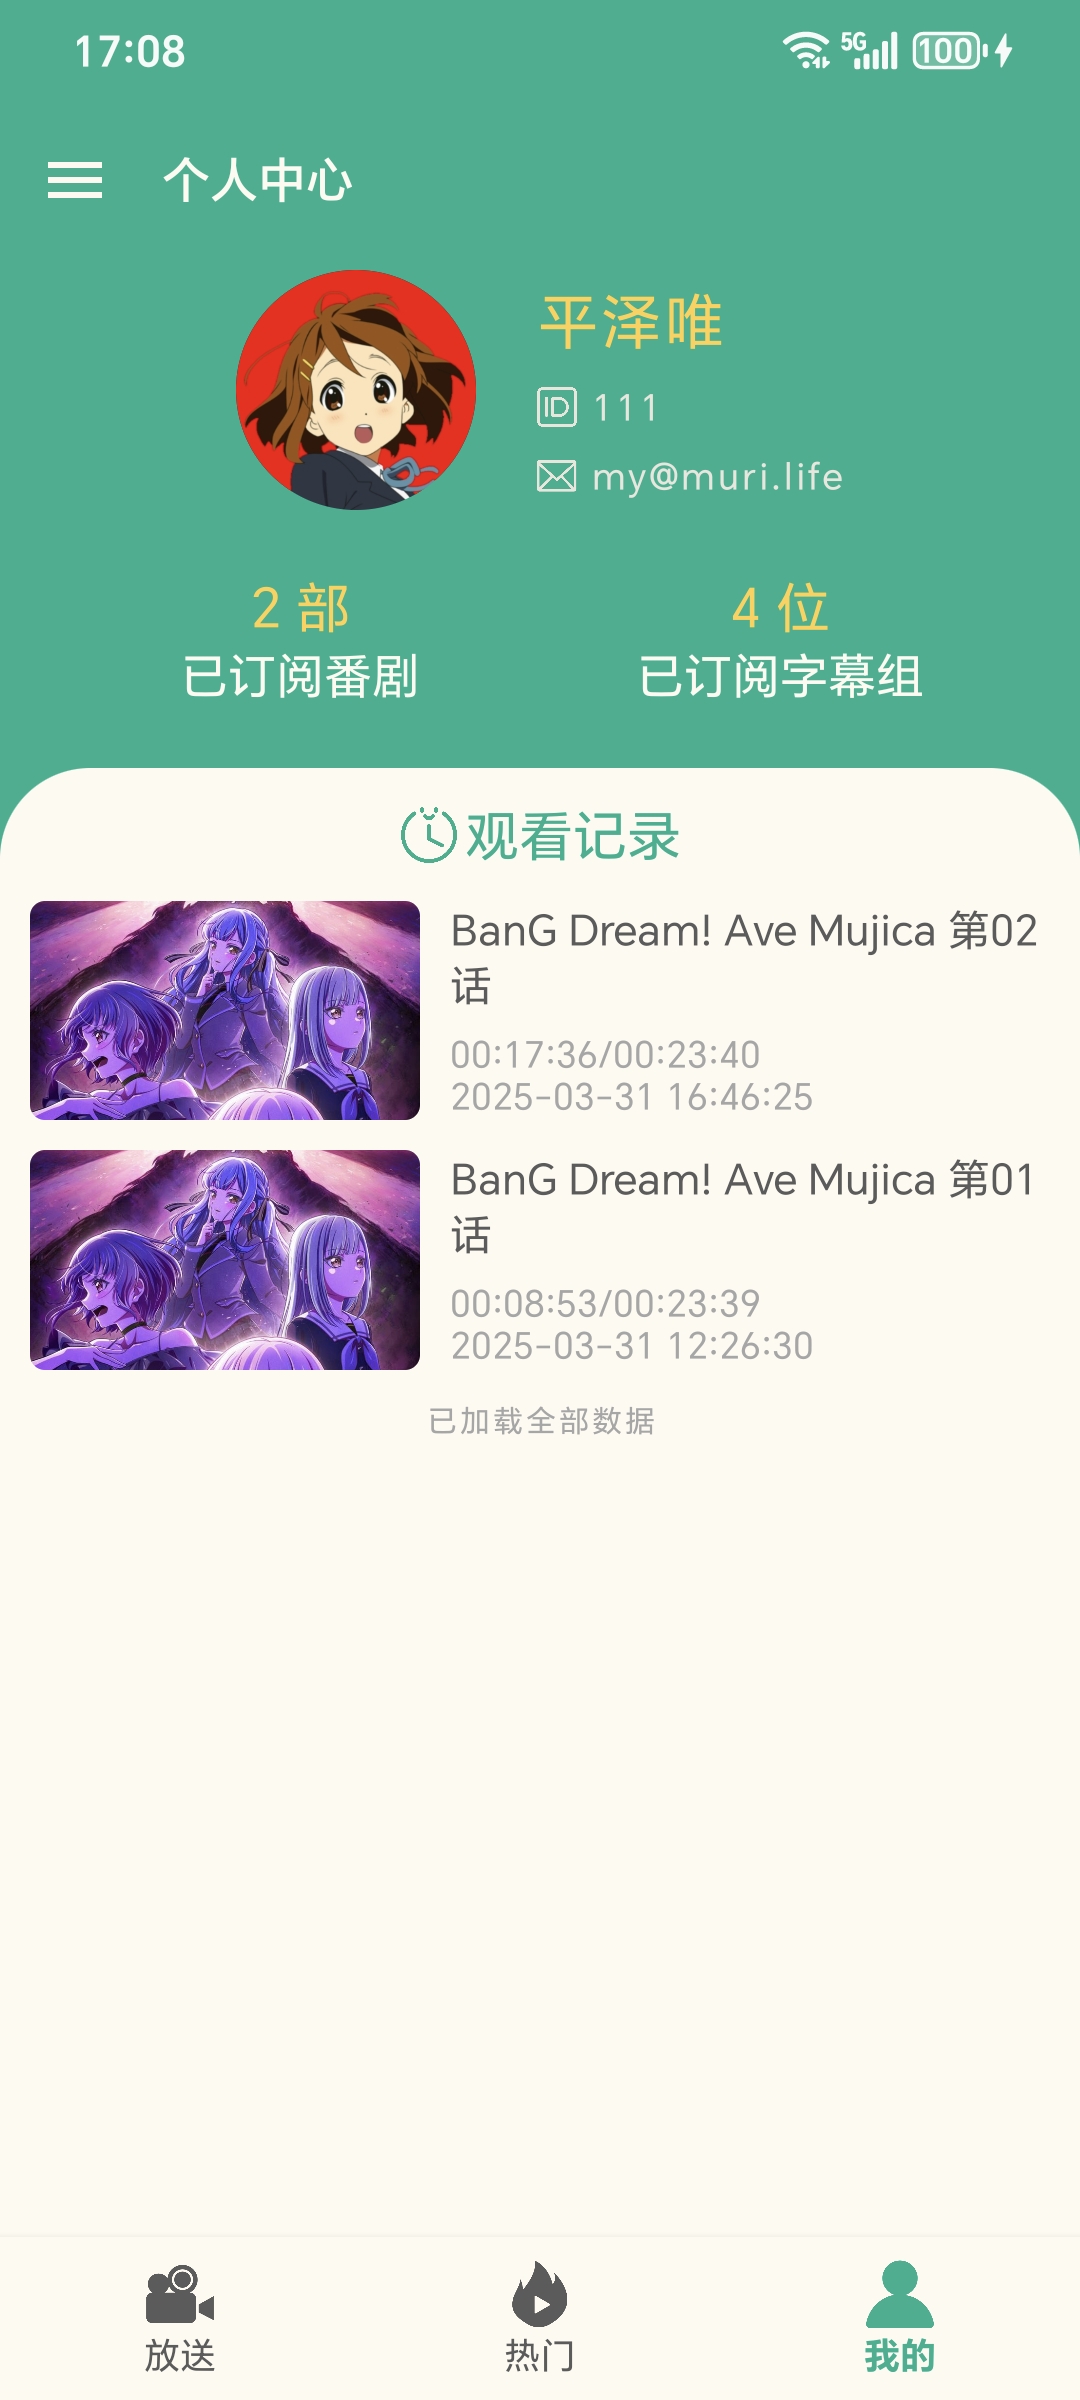 17:08
5G
100
个人中心
平泽唯
ID 111
my@muri.life
2 部
已订阅番剧
4 位
已订阅字幕组
观看记录
BanG Dream! Ave Mujica 第02
话
00:17:36/00:23:40
2025-03-31 16:46:25
BanG Dream! Ave Mujica 第01
话
00:08:53/00:23:39
2025-03-31 12:26:30
已加载全部数据
放送
热门
我的